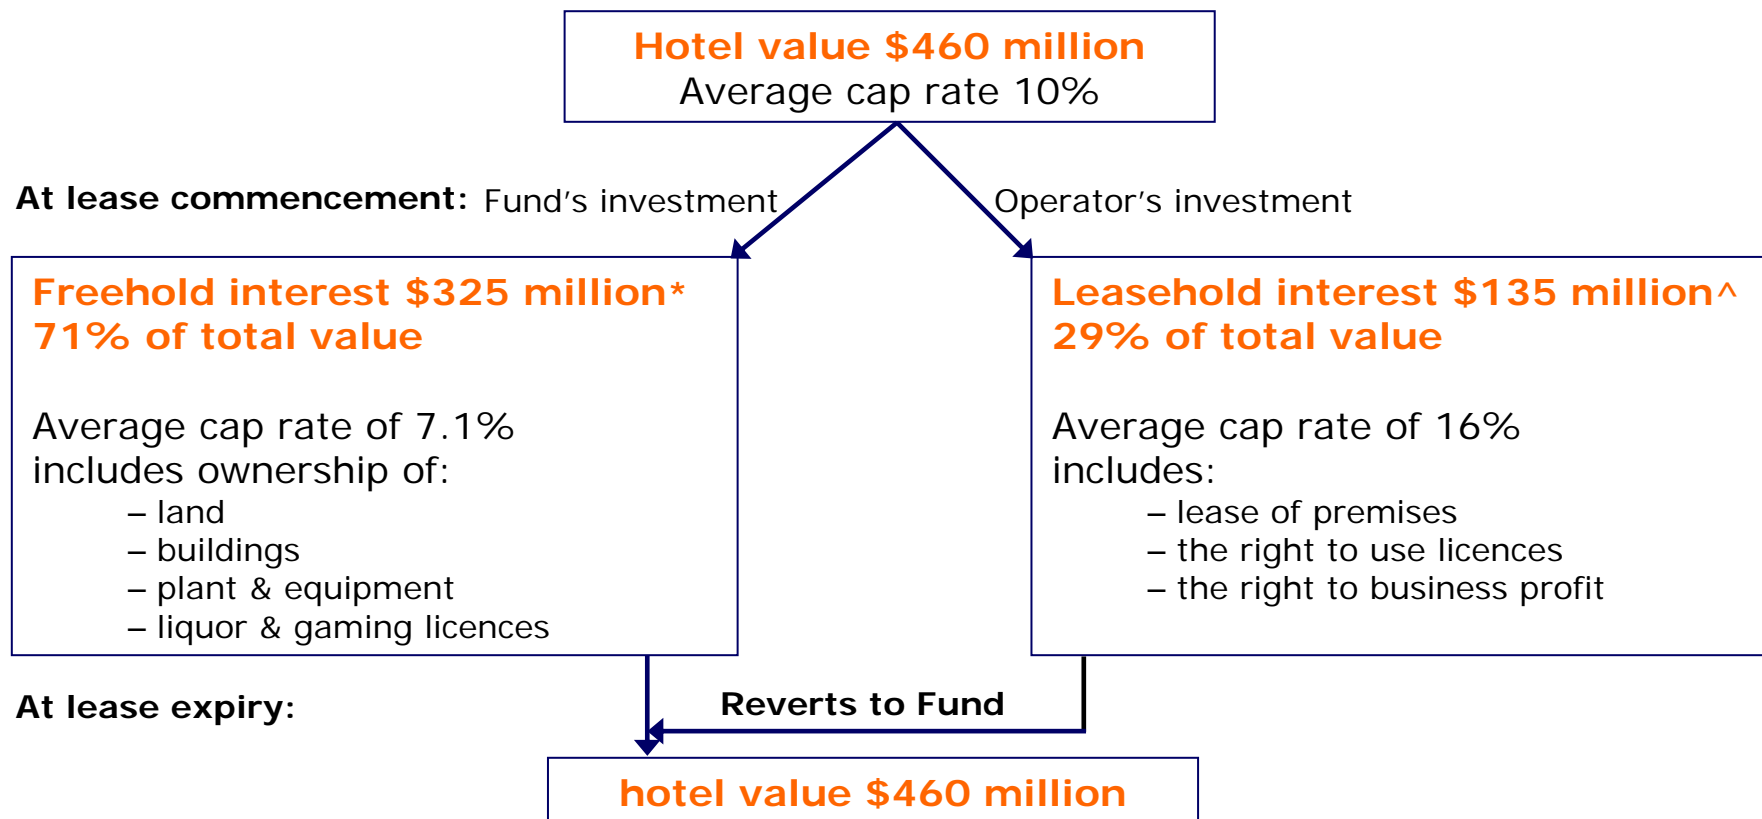 Hotel value $460 million
Average cap rate 10%
At lease commencement: Fund's investment
Operator's investment
Freehold interest $325 million*
71% of total value
Average cap rate of 7.1%
includes ownership of:
– land
– buildings
– plant & equipment
– liquor & gaming licences
Leasehold interest $135 million^
29% of total value
Average cap rate of 16%
includes:
– lease of premises
– the right to use licences
– the right to business profit
At lease expiry:
Reverts to Fund
hotel value $460 million